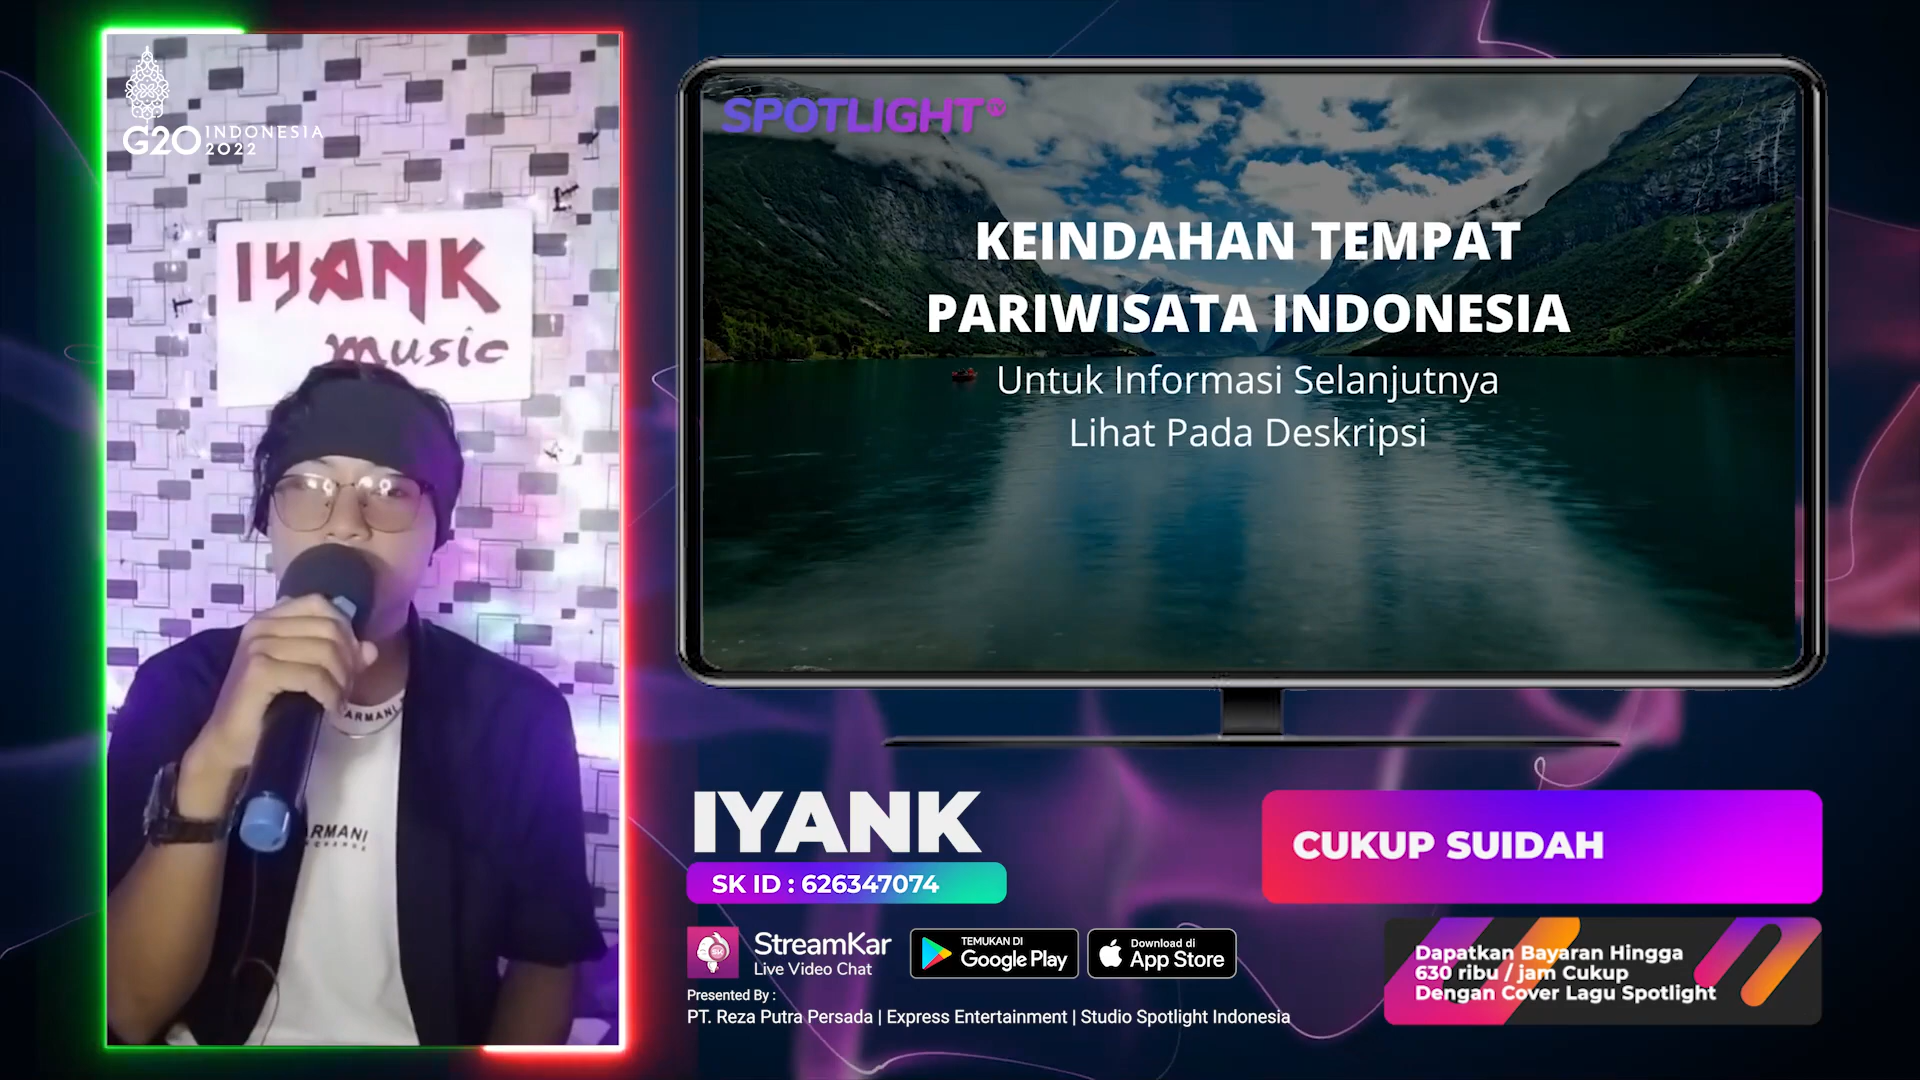 G20 INDONESIA
2022
IYANK
music
ARMANI
ARMANI
SPOTLIGHT TV
KEINDAHAN TEMPAT
PARIWISATA INDONESIA
Untuk Informasi Selanjutnya
Lihat Pada Deskripsi
IYANK
SK ID : 626347074
CUKUP SUIDAH
StreamKar
Live Video Chat
TEMUKAN DI
Google Play
Download di
App Store
Dapatkan Bayaran Hingga
630 ribu / jam Cukup
Dengan Cover Lagu Spotlight
Presented By :
PT. Reza Putra Persada | Express Entertainment | Studio Spotlight Indonesia